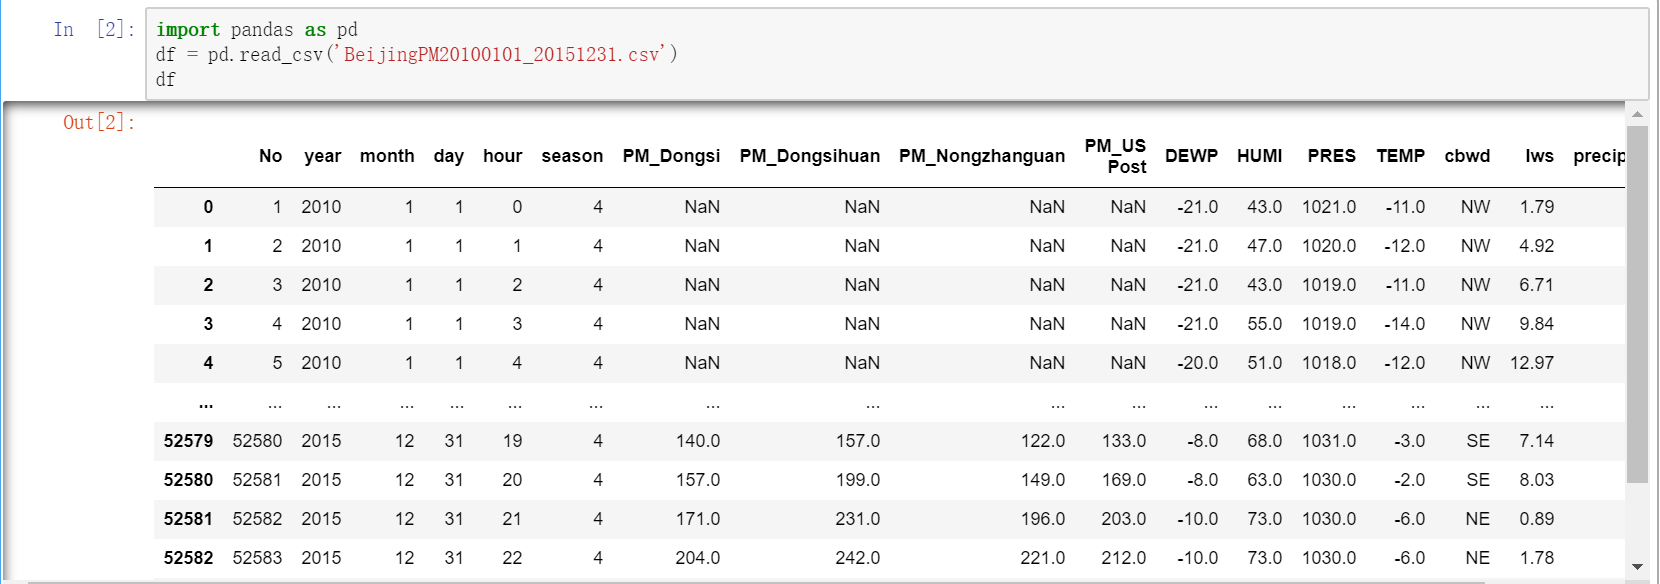 In [2]: import pandas as pd
df = pd.read_csv('BeijingPM20100101_20151231.csv')
df
Out[2]:
No year month day hour season PM_Dongsi PM_Dongsihuan PM_Nongzhanguan PM_US Post DEWP HUMI PRES TEMP cbwd Iws precip
0 1 2010 1 1 0 4 NaN NaN NaN NaN -21.0 43.0 1021.0 -11.0 NW 1.79
1 2 2010 1 1 1 4 NaN NaN NaN NaN -21.0 47.0 1020.0 -12.0 NW 4.92
2 3 2010 1 1 2 4 NaN NaN NaN NaN -21.0 43.0 1019.0 -11.0 NW 6.71
3 4 2010 1 1 3 4 NaN NaN NaN NaN -21.0 55.0 1019.0 -14.0 NW 9.84
4 5 2010 1 1 4 4 NaN NaN NaN NaN -20.0 51.0 1018.0 -12.0 NW 12.97
... ... ... ... ... ... ... ... ... ... ... ... ... ... ... ... ...
52579 52580 2015 12 31 19 4 140.0 157.0 122.0 133.0 -8.0 68.0 1031.0 -3.0 SE 7.14
52580 52581 2015 12 31 20 4 157.0 199.0 149.0 169.0 -8.0 63.0 1030.0 -2.0 SE 8.03
52581 52582 2015 12 31 21 4 171.0 231.0 196.0 203.0 -10.0 73.0 1030.0 -6.0 NE 0.89
52582 52583 2015 12 31 22 4 204.0 242.0 221.0 212.0 -10.0 73.0 1030.0 -6.0 NE 1.78